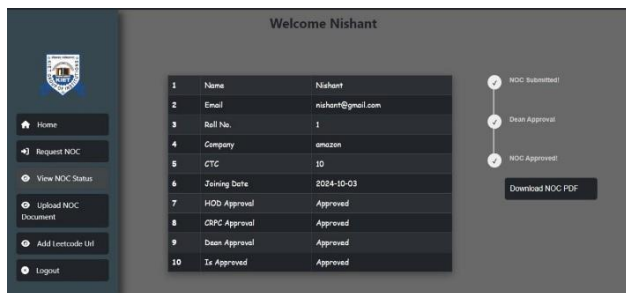 Welcome Nishant
KIET
Home
Request NOC
View NOC Status
Upload NOC
Document
Add Leetcode Url
Logout
1 Name Nishant
2 Email nishant@gmail.com
3 Roll No. 1
4 Company amazon
5 CTC 10
6 Joining Date 2024-10-03
7 HOD Approval Approved
8 CRPC Approval Approved
9 Dean Approval Approved
10 Is Approved Approved
NOC Submitted!
Dean Approval
NOC Approved!
Download NOC PDF